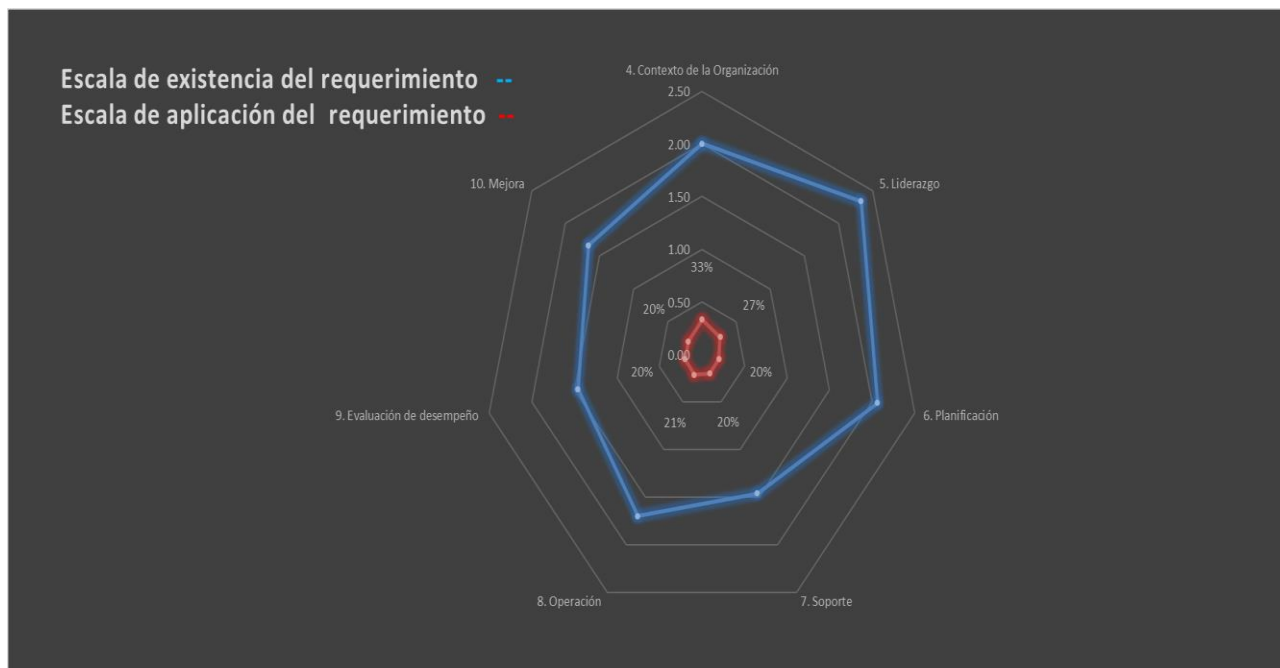 Escala de existencia del requerimiento --
Escala de aplicación del requerimiento --
4. Contexto de la Organización
2.50
2.00
10. Mejora
5. Liderazgo
1.50
1.00
33%
0.50
20%
27%
0.00
20%
20%
9. Evaluación de desempeño
6. Planificación
21%
20%
8. Operación
7. Soporte